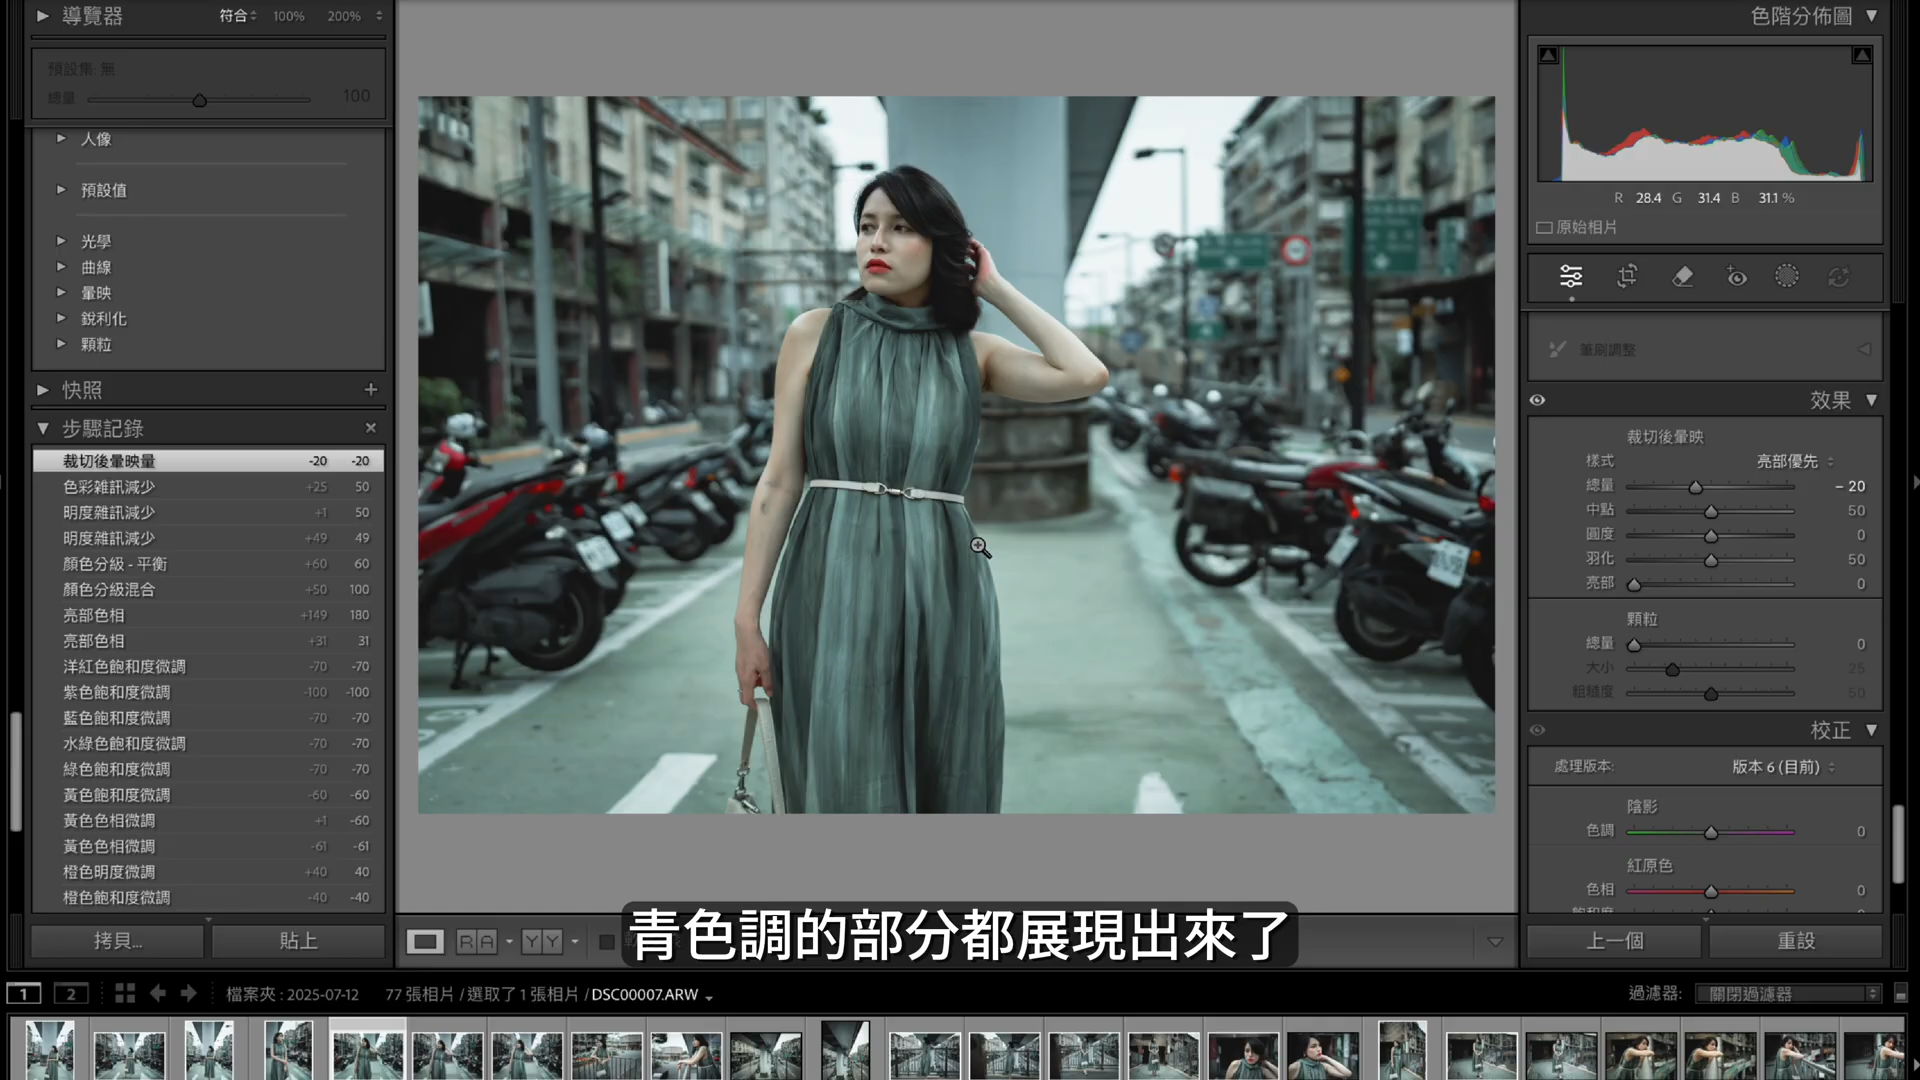 導覽器
符合 100% 200%
預設集: 無
總量 100
人像
預設值
光學
曲線
暈映
銳利化
顆粒
快照 +
步驟記錄 ×
裁切後暈映量 -20 -20
色彩雜訊減少 +25 50
明度雜訊減少 +1 50
明度雜訊減少 +49 49
顏色分級 - 平衡 +60 60
顏色分級混合 +50 100
亮部色相 +149 180
亮部色相 +31 31
洋紅色飽和度微調 -70 -70
紫色飽和度微調 -100 -100
藍色飽和度微調 -70 -70
水綠色飽和度微調 -70 -70
綠色飽和度微調 -70 -70
黃色飽和度微調 -60 -60
黃色色相微調 +1 -60
黃色色相微調 -61 -61
橙色明度微調 +40 40
橙色飽和度微調 -40 -40
拷貝... 貼上
R A Y Y
青色調的部分都展現出來了
色階分佈圖
R 28.4 G 31.4 B 31.1 %
原始相片
筆刷調整
效果
裁切後暈映
樣式 亮部優先
總量 - 20
中點 50
圓度 0
羽化 50
亮部 0
顆粒
總量 0
大小 25
粗糙度 50
校正
處理版本: 版本 6 (目前)
陰影
色調 0
紅原色
色相 0
上一個 重設
1 2 檔案夾 : 2025-07-12 77 張相片 / 選取了 1 張相片 / DSC00007.ARW
過濾器: 關閉過濾器